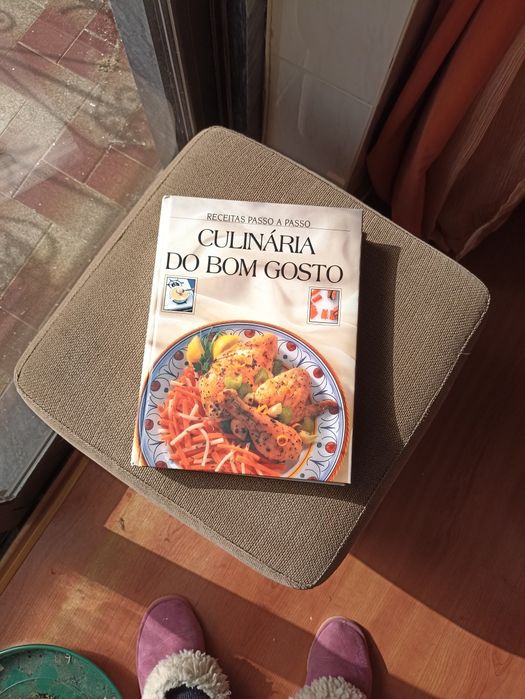 RECEITAS PASSO A PASSO
CULINÁRIA
DO BOM GOSTO